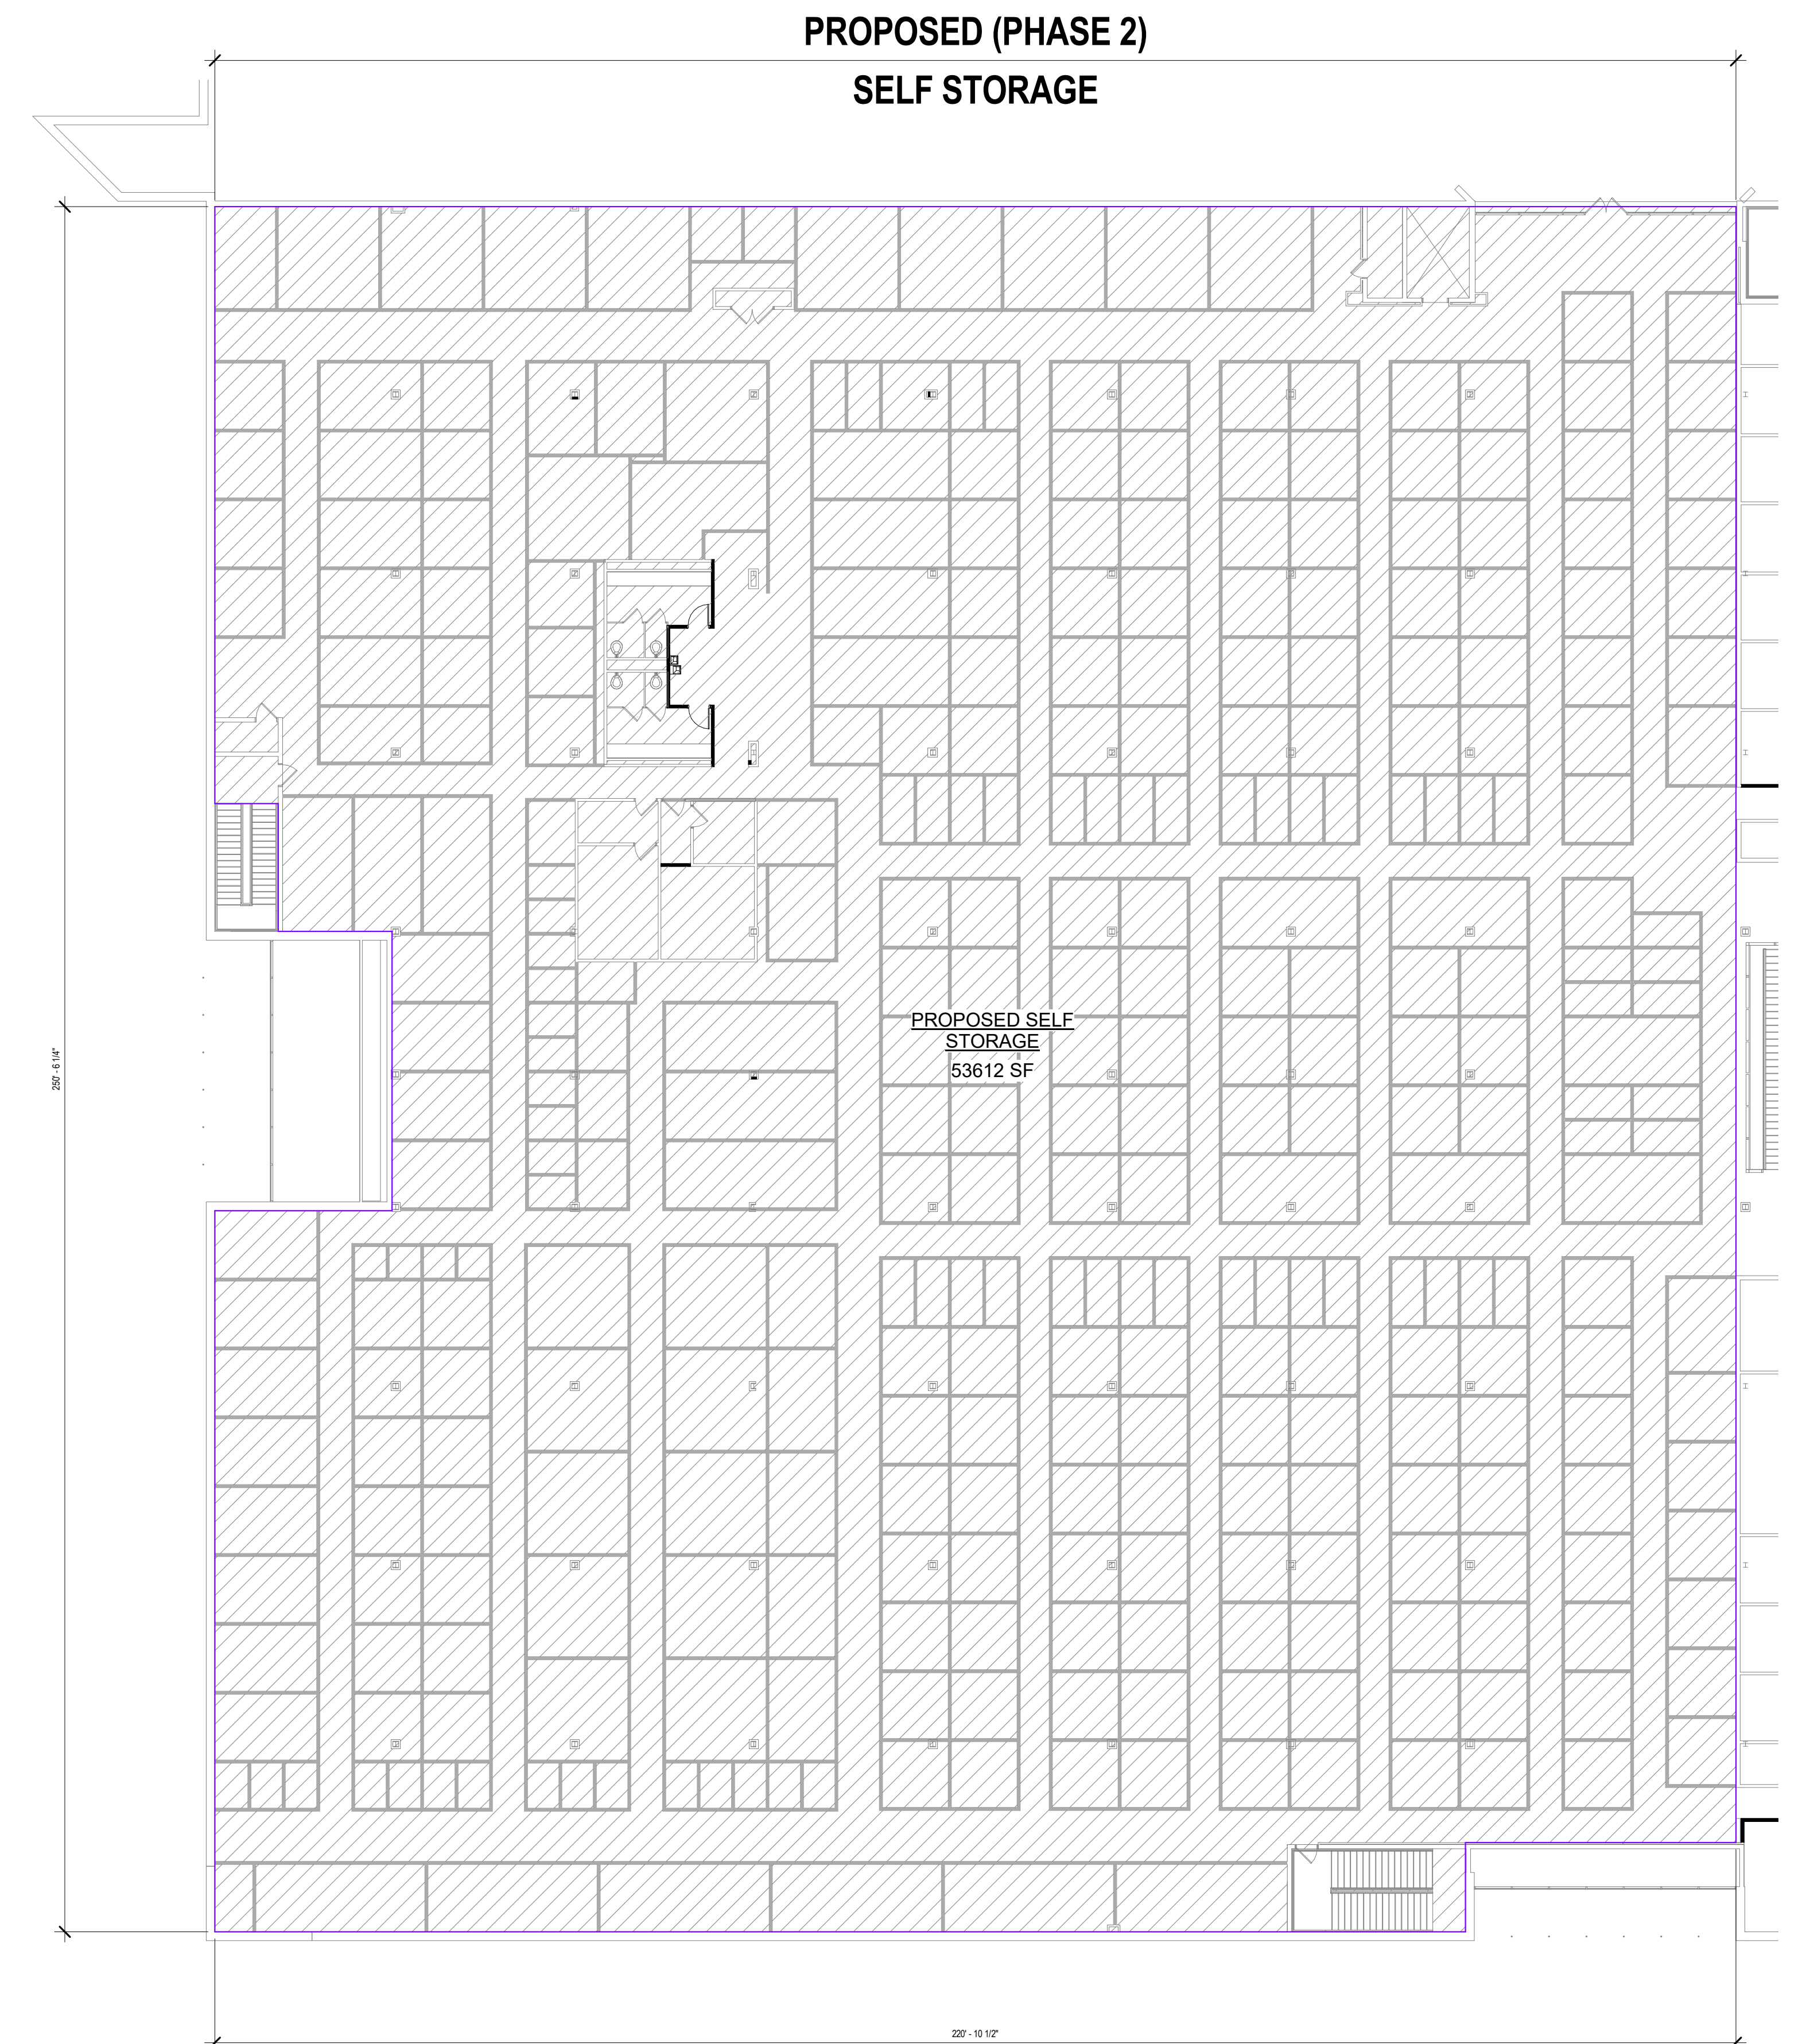 PROPOSED (PHASE 2)
SELF STORAGE
PROPOSED SELF
STORAGE
53612 SF
250' - 6 1/4"
220' - 10 1/2"